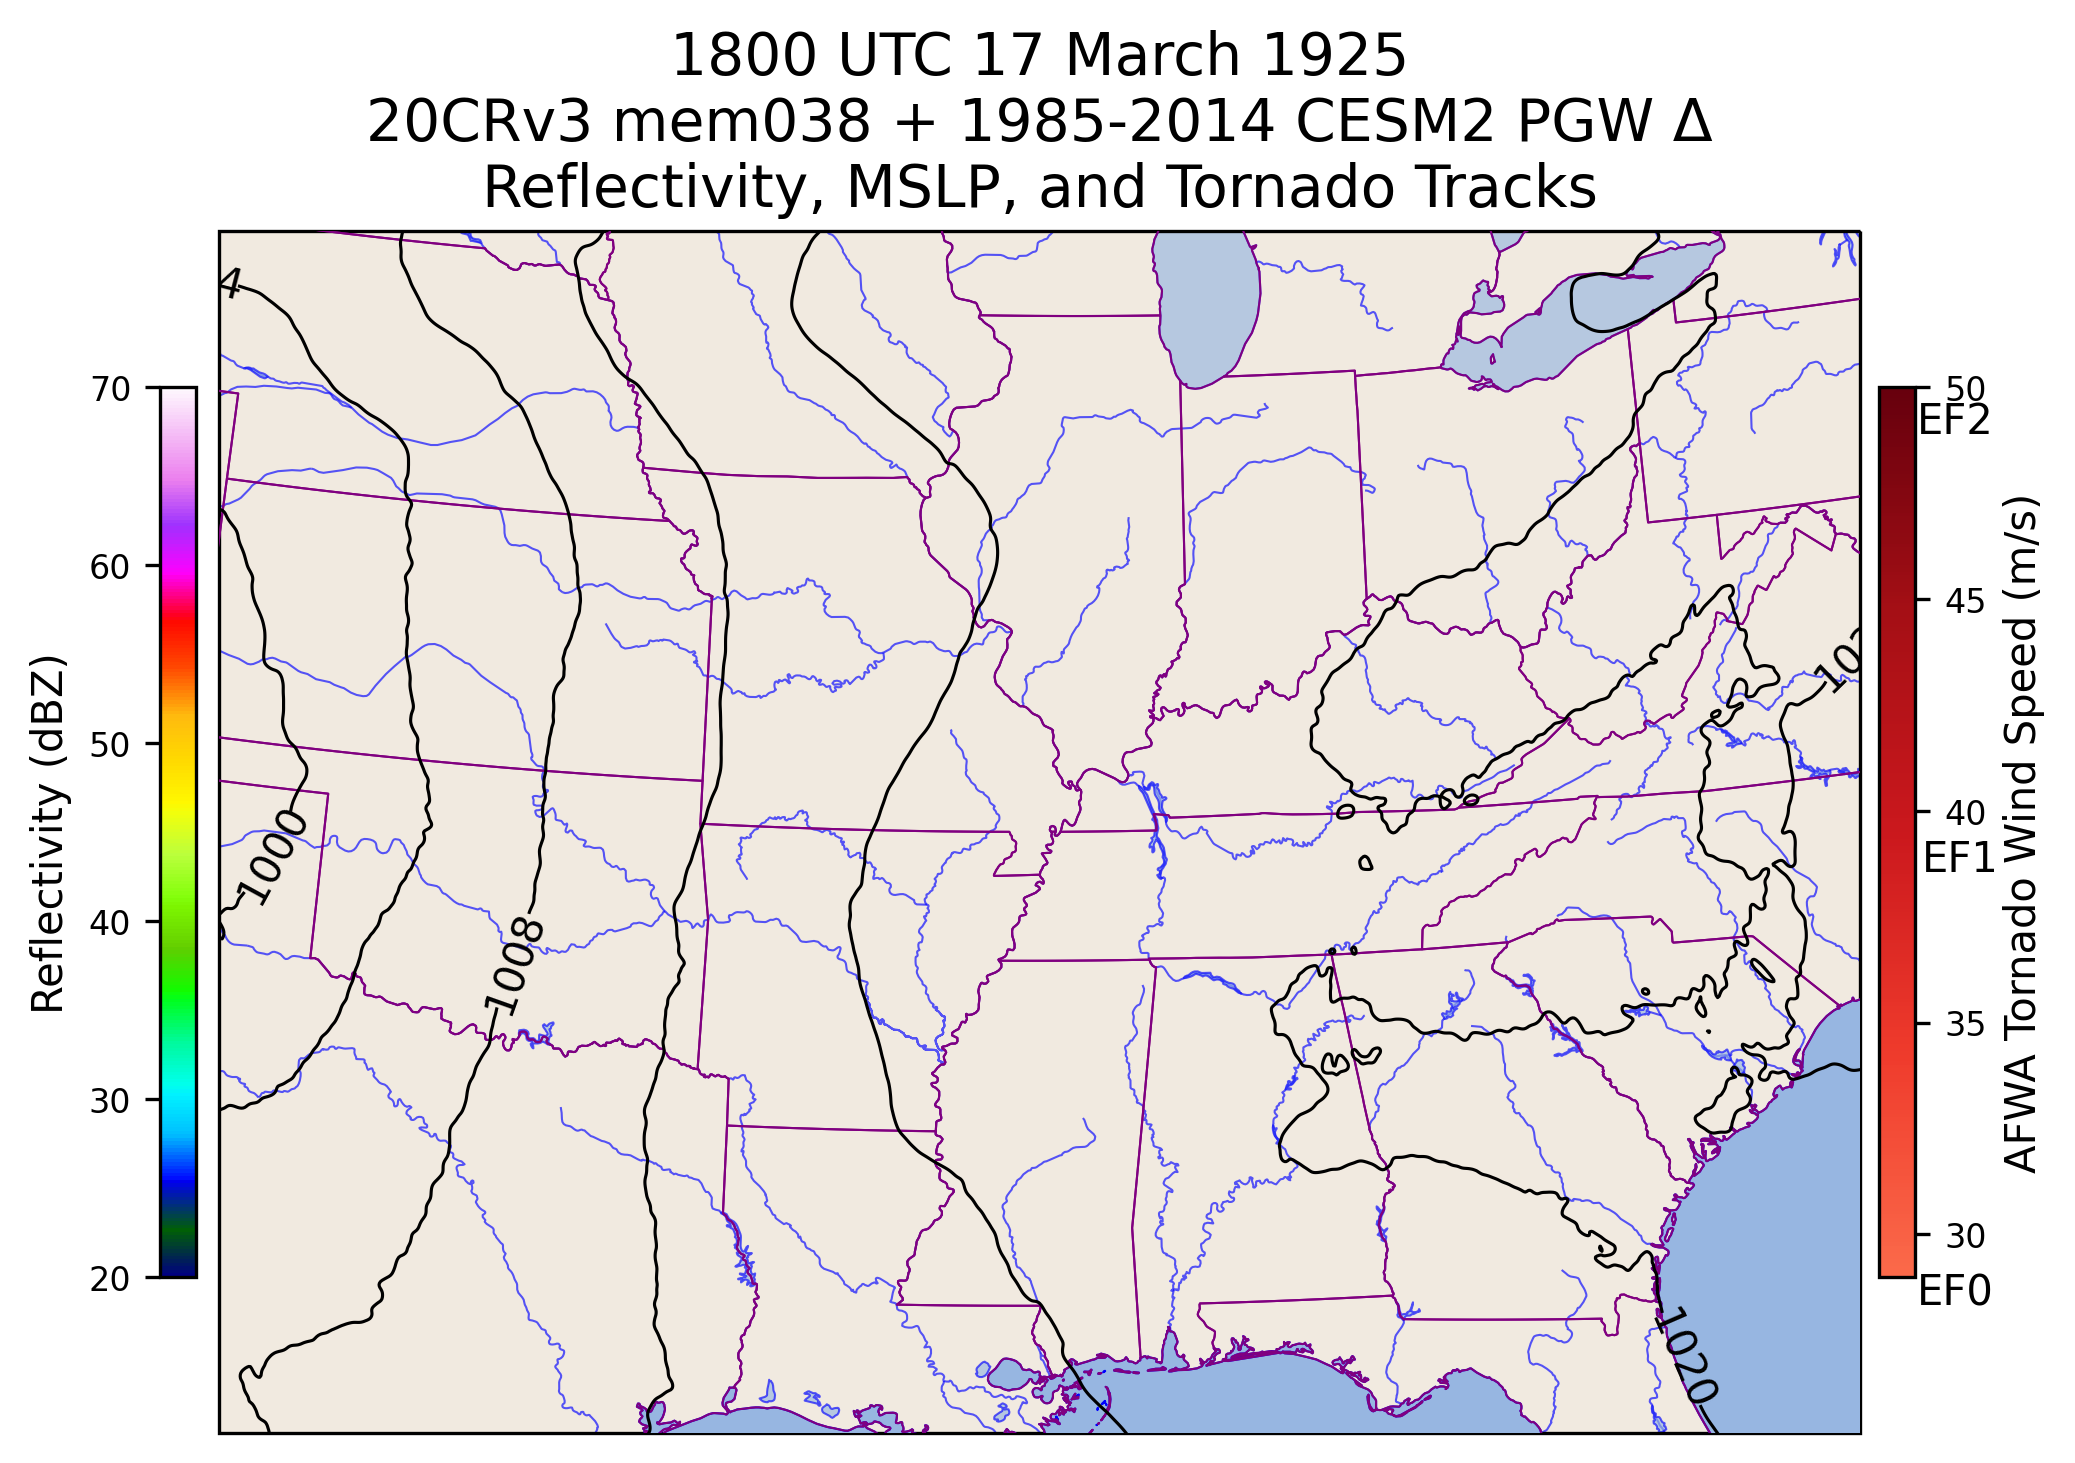 1800 UTC 17 March 1925
20CRv3 mem038 + 1985-2014 CESM2 PGW Δ
Reflectivity, MSLP, and Tornado Tracks
Reflectivity (dBZ)
70
60
50
40
30
20
4
1000
1008
1020
50
EF2
45
40
EF1
35
30
EF0
AFWA Tornado Wind Speed (m/s)